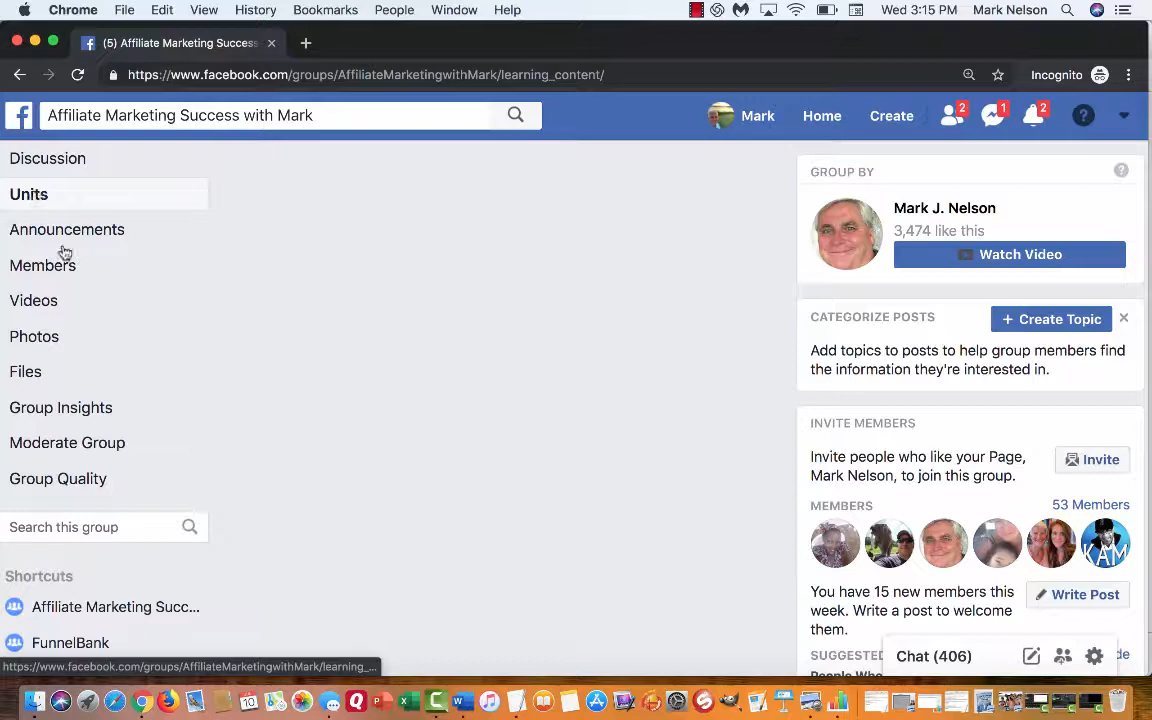 Chrome File Edit View History Bookmarks People Window Help Wed 3:15 PM Mark Nelson
(5) Affiliate Marketing Success
https://www.facebook.com/groups/AffiliateMarketingwithMark/learning_content/ Incognito
Affiliate Marketing Success with Mark Mark Home Create 2 1 2
Discussion
Units
Announcements
Members
Videos
Photos
Files
Group Insights
Moderate Group
Group Quality
Search this group
Shortcuts
Affiliate Marketing Succ...
FunnelBank
https://www.facebook.com/groups/AffiliateMarketingwithMark/learning_...
GROUP BY
Mark J. Nelson
3,474 like this
Watch Video
CATEGORIZE POSTS + Create Topic
Add topics to posts to help group members find
the information they're interested in.
INVITE MEMBERS
Invite people who like your Page,
Mark Nelson, to join this group.
Invite
MEMBERS 53 Members
KAM
You have 15 new members this
week. Write a post to welcome
them.
Write Post
SUGGESTED
Chat (406)